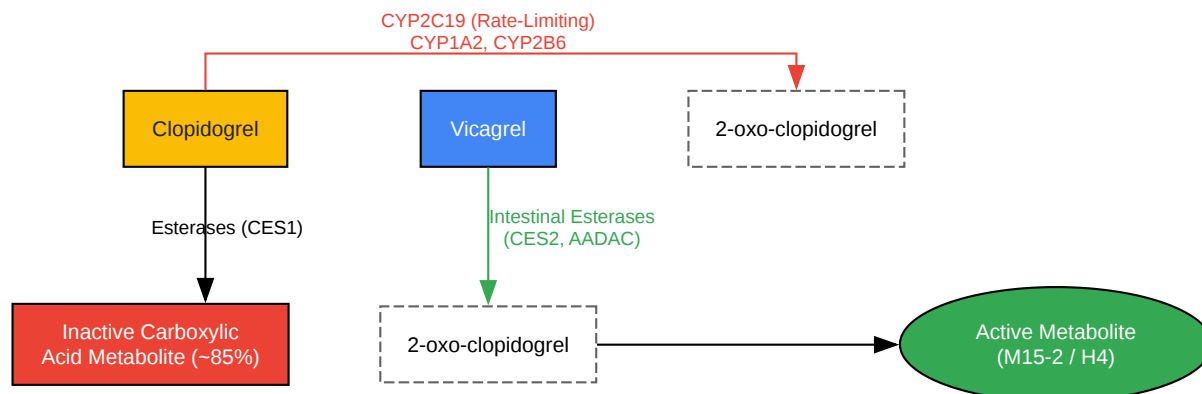 CYP2C19 (Rate-Limiting)
CYP1A2, CYP2B6
Clopidogrel
Vicagrel
2-oxo-clopidogrel
Esterases (CES1)
Intestinal Esterases
(CES2, AADAC)
Inactive Carboxylic
Acid Metabolite (~85%)
2-oxo-clopidogrel
Active Metabolite
(M15-2 / H4)